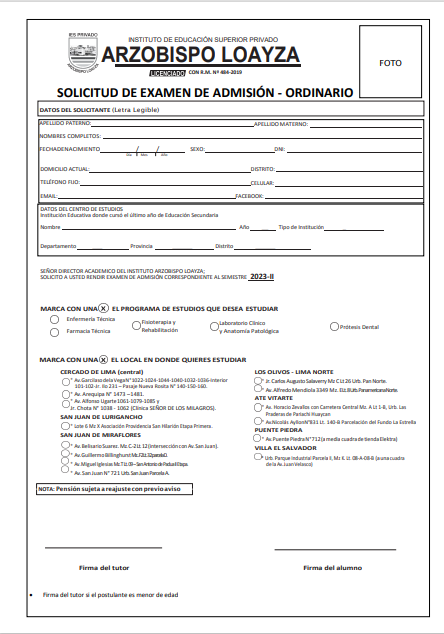 IES PRIVADO
ARZOBISPO LOAYZA
INSTITUTO DE EDUCACIÓN SUPERIOR PRIVADO
ARZOBISPO LOAYZA
LICENCIADO CON R.M. Nº 484-2019
FOTO
SOLICITUD DE EXAMEN DE ADMISIÓN - ORDINARIO
DATOS DEL SOLICITANTE (Letra Legible)
APELLIDO PATERNO: APELLIDO MATERNO:
NOMBRES COMPLETOS:
FECHADENACIMIENTO / / SEXO: DNI:
Día Mes Año
DOMICILIO ACTUAL: DISTRITO:
TELÉFONO FIJO: CELULAR:
EMAIL: FACEBOOK:
DATOS DEL CENTRO DE ESTUDIOS
Institución Educativa donde cursó el último año de Educación Secundaria
Nombre Año Tipo de Institución
Departamento Provincia Distrito
SEÑOR DIRECTOR ACADEMICO DEL INSTITUTO ARZOBISPO LOAYZA;
SOLICITO A USTED RENDIR EXAMEN DE ADMISIÓN CORRESPONDIENTE AL SEMESTRE 2023-II
MARCA CON UNA X EL PROGRAMA DE ESTUDIOS QUE DESEA ESTUDIAR
Enfermería Técnica
Farmacia Técnica
Fisioterapia y
Rehabilitación
Laboratorio Clínico
y Anatomía Patológica
Prótesis Dental
MARCA CON UNA X EL LOCAL EN DONDE QUIERES ESTUDIAR
CERCADO DE LIMA (central)
* Av.Garcilaso de la Vega N° 1022-1024-1044-1040-1032-1036-Interior
101-102-Jr. Ilo 231 – Pasaje Nueva Rosita N° 140-150-160.
* Av. Arequipa N° 1473 –1481.
* Av. Alfonso Ugarte 1061-1079-1085 y
Jr. Chota N° 1038 - 1062 (Clínica SEÑOR DE LOS MILAGROS).
SAN JUAN DE LURIGANCHO
* Lote 6 Mz X Asociación Providencia San Hilarión Etapa Primera.
SAN JUAN DE MIRAFLORES
* Av. Belisario Suarez. Mz. C-2 Lt 12 (intersección con Av. San Juan).
* Av. Guillermo Billinghurst Mz.
* Av. Miguel Iglesias Mz.
* Av. San Juan N° 721 Urb. San Juan Parcela A.
LOS OLIVOS - LIMA NORTE
* Jr. Carlos Augusto Salaverry Mz C Lt 26 Urb. Pan Norte.
* Av. Alfredo Mendiola 3349 Mz.
ATE VITARTE
* Av. Horacio Zevallos con Carretera Central Mz. A Lt 1-B, Urb. Las
Praderas de Pariachi Huaycan
* Av.Nicolás Ayllon N°831 Lt. 140-B Parcelación del Fundo La Estrella
PUENTE PIEDRA
* Av.Puente Piedra N° 712 (a media cuadra de tienda Elektra)
VILLA EL SALVADOR
* Urb. Parque Industrial Parcela II, Mz K Lt. 08-A-08-B (a una cuadra
de la Av. Juan Velasco)
NOTA: Pensión sujeta a reajuste con previo aviso
Firma del tutor Firma del alumno
• Firma del tutor si el postulante es menor de edad